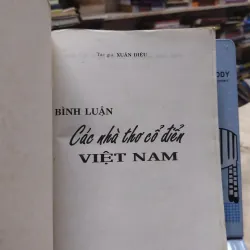 Tác giả: XUÂN DIỆU
BÌNH LUẬN
Các nhà thơ cổ điển
VIỆT NAM